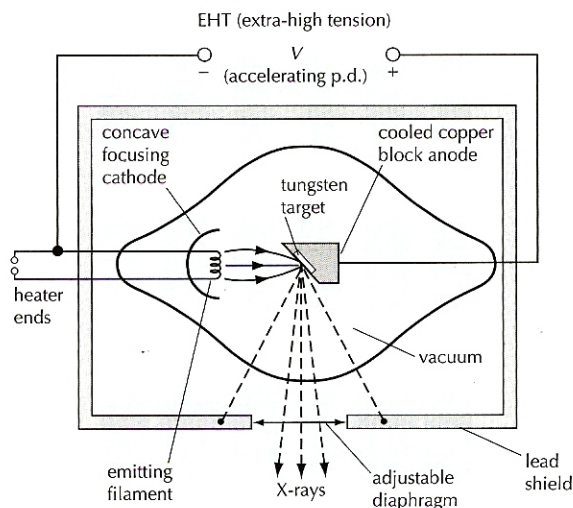 EHT (extra-high tension)
V
− +
(accelerating p.d.)
concave
focusing
cathode
cooled copper
block anode
tungsten
target
heater
ends
vacuum
emitting
filament
X-rays
adjustable
diaphragm
lead
shield